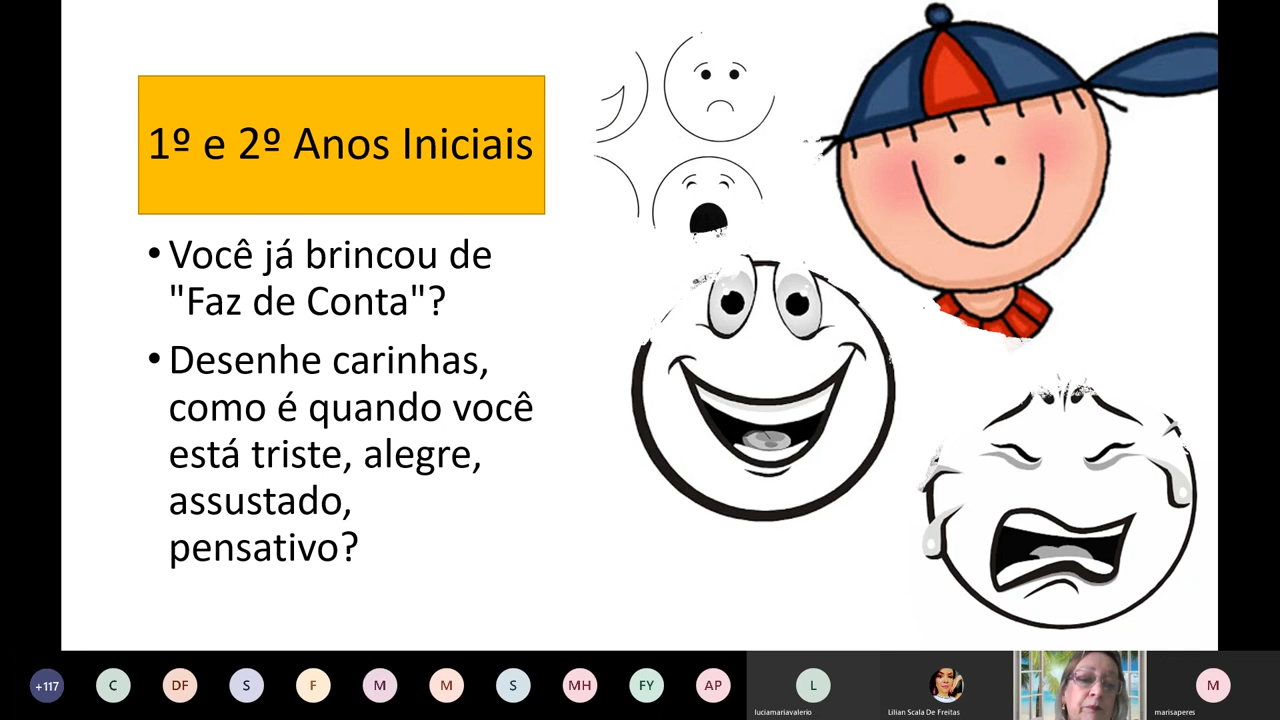 1º e 2º Anos Iniciais
•Você já brincou de
"Faz de Conta"?
•Desenhe carinhas,
como é quando você
está triste, alegre,
assustado,
pensativo?
+117
C
DF
S
F
M
M
S
MH
FY
AP
L
M
luciamariavalerio
Lilian Scala De Freitas
marisaperes